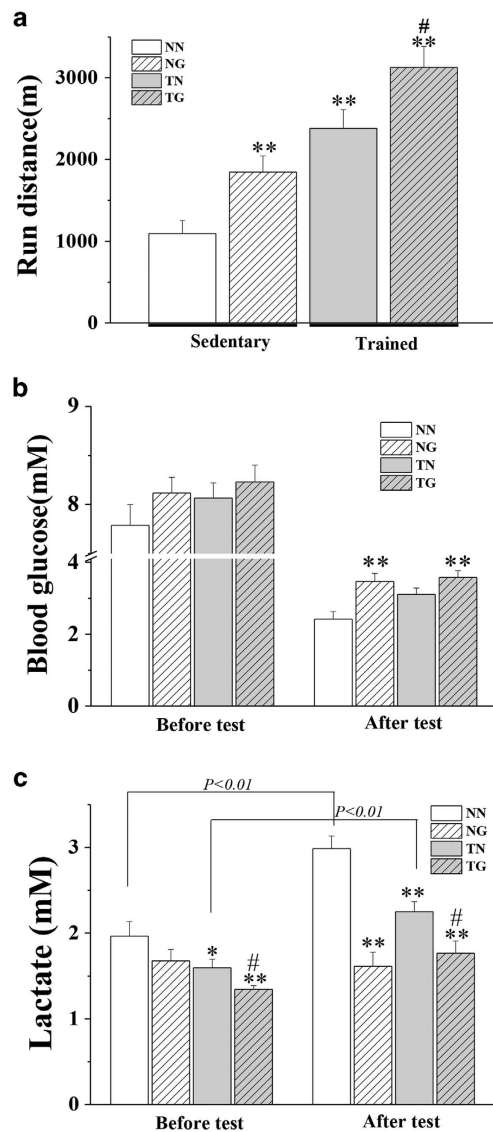 a
Run distance(m)
3000
2000
1000
0
NN
NG
TN
TG
**
**
#
**
Sedentary
Trained
b
Blood glucose(mM)
9
8
4
2
0
NN
NG
TN
TG
**
**
Before test
After test
c
Lactate (mM)
3
2
1
0
P<0.01
P<0.01
NN
NG
TN
TG
*
#
**
**
**
#
**
Before test
After test